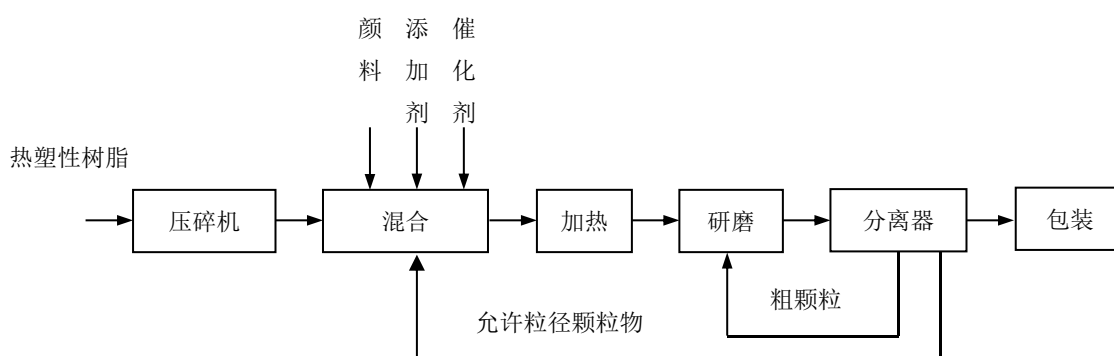 颜料
添加剂
催化剂
热塑性树脂
压碎机
混合
加热
研磨
分离器
包装
粗颗粒
允许粒径颗粒物